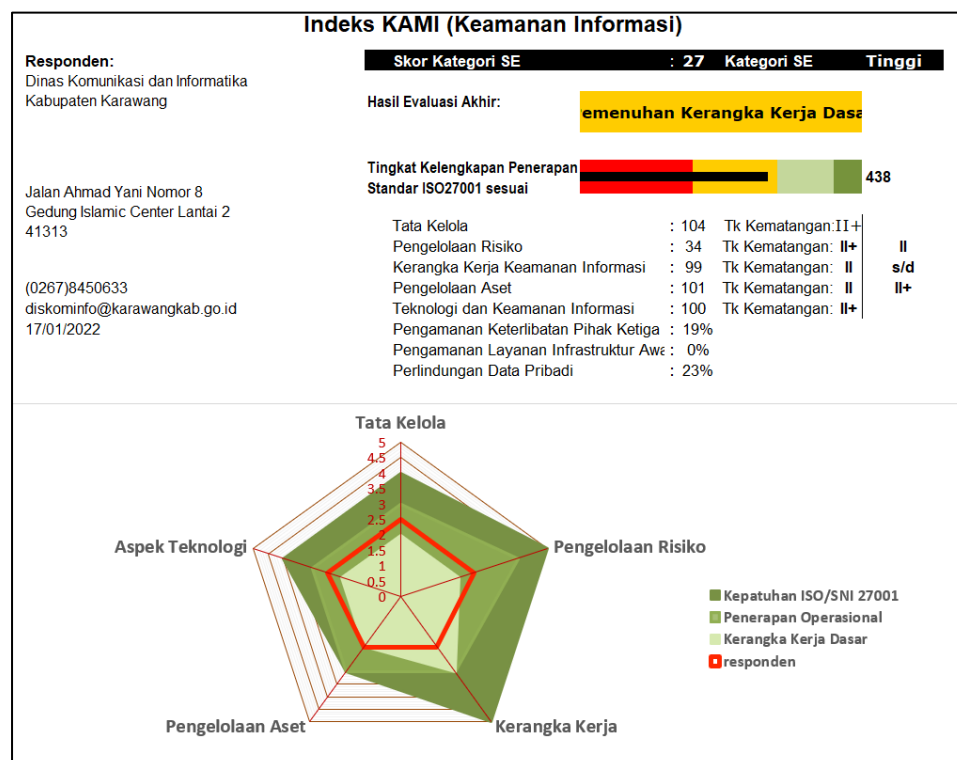 Indeks KAMI (Keamanan Informasi)
Responden:
Dinas Komunikasi dan Informatika
Kabupaten Karawang
Jalan Ahmad Yani Nomor 8
Gedung Islamic Center Lantai 2
41313
(0267)8450633
diskominfo@karawangkab.go.id
17/01/2022
Skor Kategori SE : 27 Kategori SE Tinggi
Hasil Evaluasi Akhir:
emenuhan Kerangka Kerja Dasa
Tingkat Kelengkapan Penerapan
Standar ISO27001 sesuai
438
Tata Kelola : 104 Tk Kematangan: II+
Pengelolaan Risiko : 34 Tk Kematangan: II+ II
Kerangka Kerja Keamanan Informasi : 99 Tk Kematangan: II s/d
Pengelolaan Aset : 101 Tk Kematangan: II II+
Teknologi dan Keamanan Informasi : 100 Tk Kematangan: II+
Pengamanan Keterlibatan Pihak Ketiga : 19%
Pengamanan Layanan Infrastruktur Awa : 0%
Perlindungan Data Pribadi : 23%
Tata Kelola
5
4.5
4
3.5
3
2.5
2
1.5
1
0.5
0
Aspek Teknologi
Pengelolaan Risiko
Pengelolaan Aset
Kerangka Kerja
Kepatuhan ISO/SNI 27001
Penerapan Operasional
Kerangka Kerja Dasar
responden